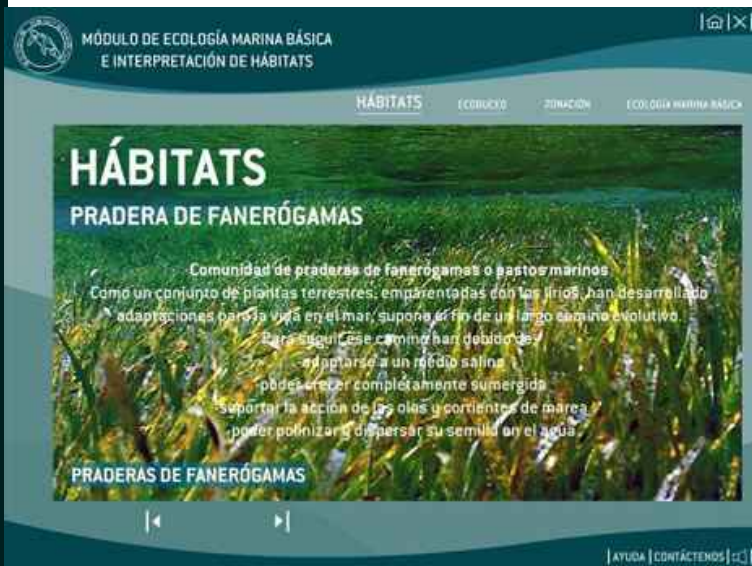 MÓDULO DE ECOLOGÍA MARINA BÁSICA
E INTERPRETACIÓN DE HÁBITATS
HÁBITATS ECOBUCEO ZONACIÓN ECOLOGÍA MARINA BÁSICA
HÁBITATS
PRADERA DE FANERÓGAMAS
Comunidad de praderas de fanerógamas o pastos marinos
Como un conjunto de plantas terrestres, emparentadas con los lirios, han desarrollado
adaptaciones para la vida en el mar, supone el fin de un largo camino evolutivo.
Para seguir ese camino han debido de:
-adaptarse a un medio salino
-poder crecer completamente sumergida
-suportar la acción de las olas y corrientes de marea
-poder polinizar y dispersar su semilla en el agua.
PRADERAS DE FANERÓGAMAS
AYUDA CONTÁCTENOS